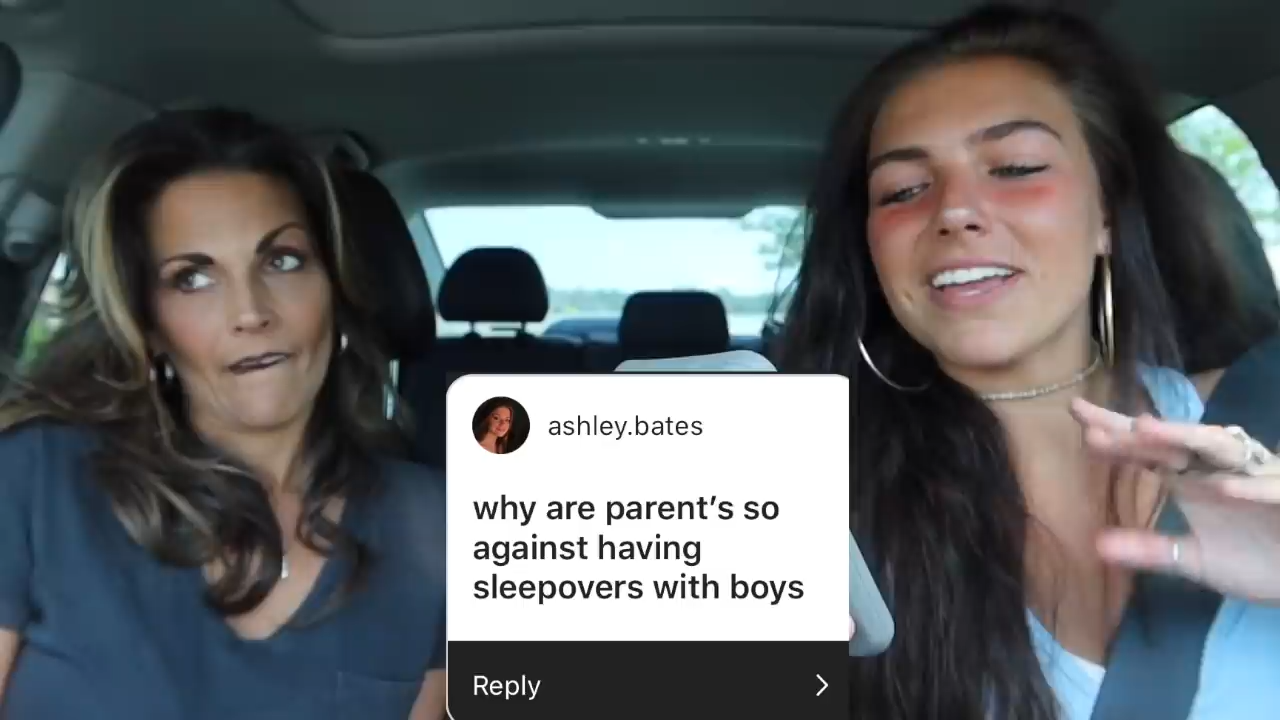 ashley.bates
why are parent’s so
against having
sleepovers with boys
Reply